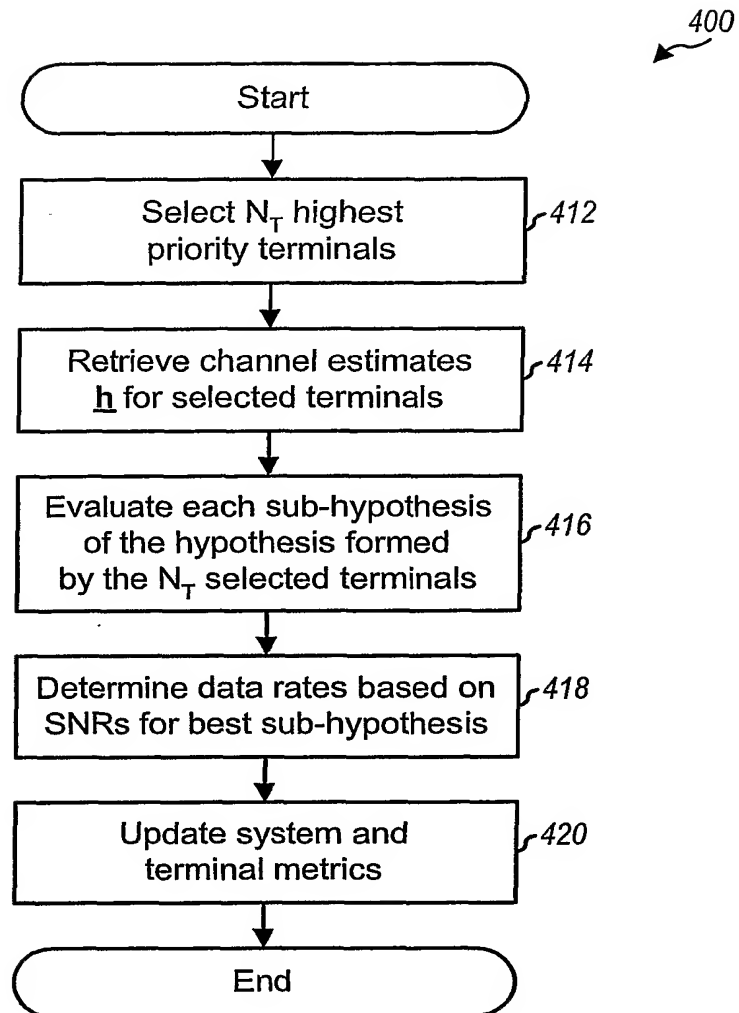 400
Start
Select N_T highest
priority terminals
412
Retrieve channel estimates
h for selected terminals
414
Evaluate each sub-hypothesis
of the hypothesis formed
by the N_T selected terminals
416
Determine data rates based on
SNRs for best sub-hypothesis
418
Update system and
terminal metrics
420
End